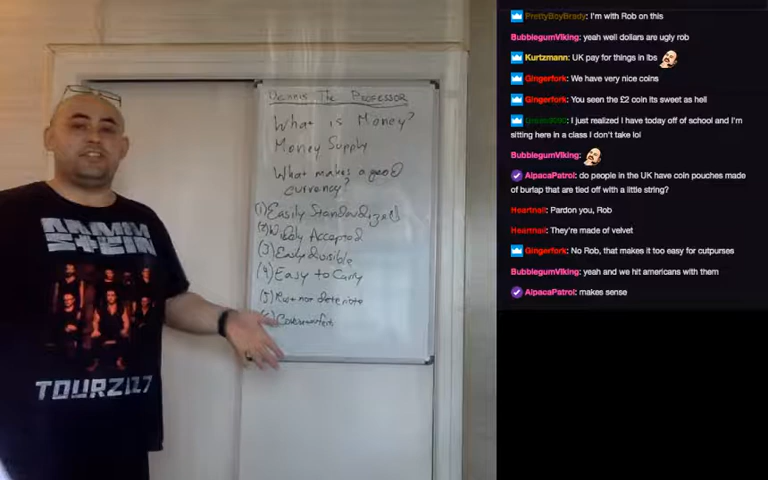 Dennis The Professor
What is Money?
Money Supply
What makes a good
currency?
(1) Easily Standardized
(2) Widely Accepted
(3) Easily divisible
(4) Easy to Carry
(5) Must not deteriorate
RAMM
STEIN
TOUR2017
PrettyBoyBrady: I'm with Rob on this
BubblegumViking: yeah well dollars are ugly rob
Kurtzmann: UK pay for things in lbs
Gingerfork: We have very nice coins
Gingerfork: You seen the £2 coin its sweet as hell
I just realized I have today off of school and I'm
sitting here in a class I don't take lol
BubblegumViking:
AlpacaPatrol: do people in the UK have coin pouches made
of burlap that are tied off with a little string?
Heartnail: Pardon you, Rob
Heartnail: They're made of velvet
Gingerfork: No Rob, that makes it too easy for cutpurses
BubblegumViking: yeah and we hit americans with them
AlpacaPatrol: makes sense